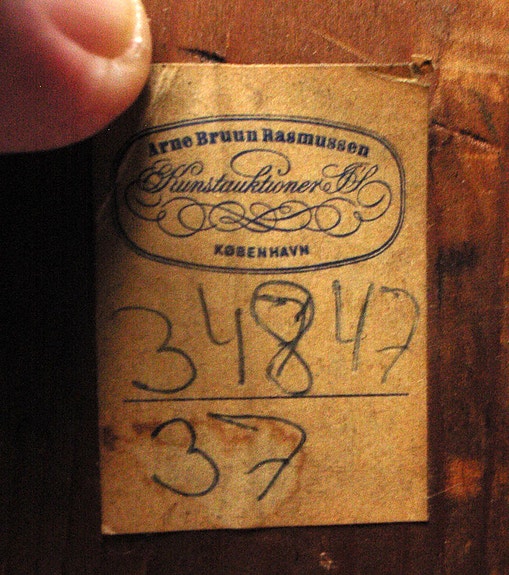 Arne Bruun Rasmussen
Kunstauktioner I/S
KØBENHAVN
34847
37